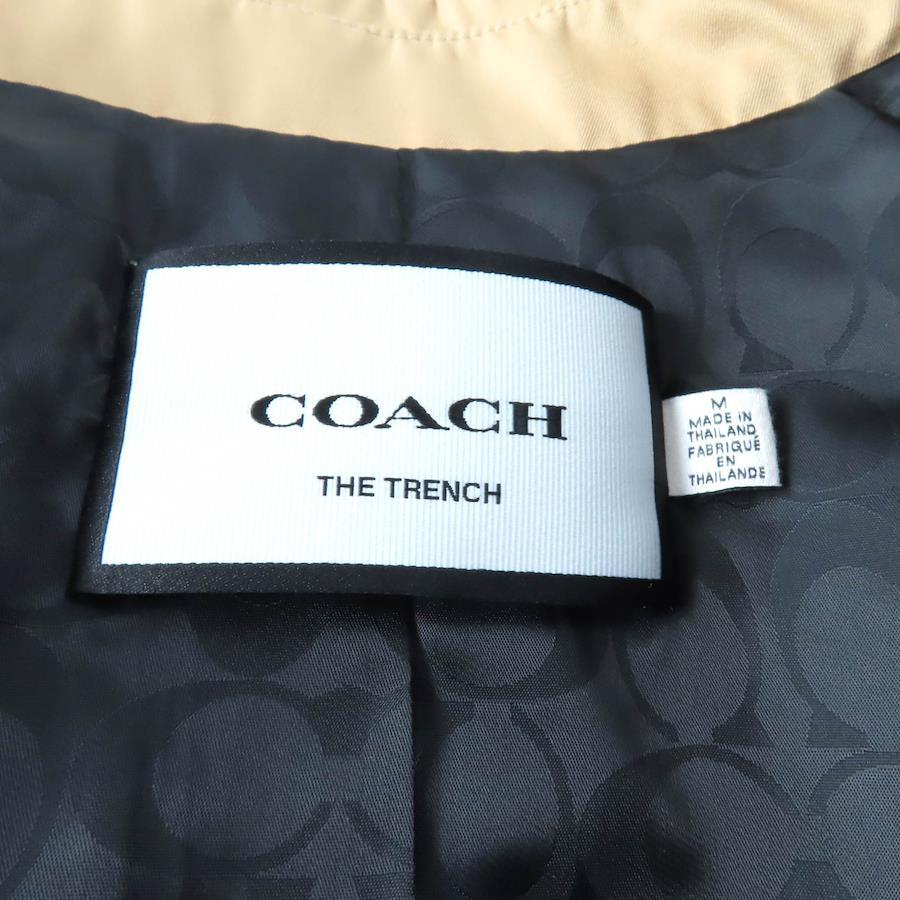 COACH
THE TRENCH
M
MADE IN
THAILAND
FABRIQUÉ
EN
THAILANDE